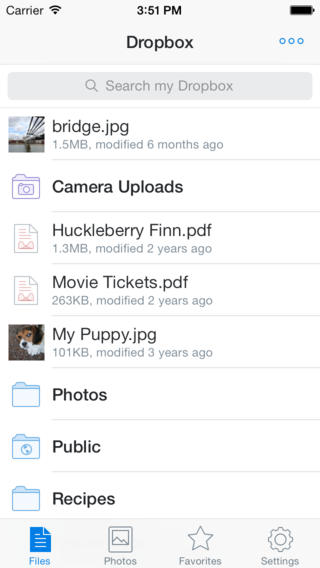 Carrier 3:51 PM
Dropbox
Search my Dropbox
bridge.jpg
1.5MB, modified 6 months ago
Camera Uploads
Huckleberry Finn.pdf
1.3MB, modified 2 years ago
Movie Tickets.pdf
263KB, modified 2 years ago
My Puppy.jpg
101KB, modified 3 years ago
Photos
Public
Recipes
Files Photos Favorites Settings